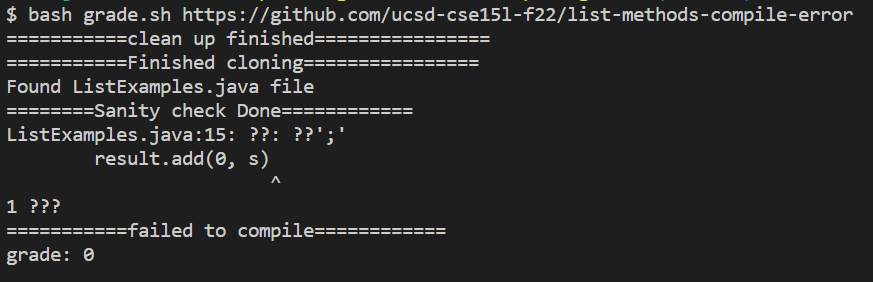 $ bash grade.sh https://github.com/ucsd-cse15l-f22/list-methods-compile-error
===========clean up finished================
===========Finished cloning================
Found ListExamples.java file
========Sanity check Done============
ListExamples.java:15: ??: ??';'
        result.add(0, s)
                        ^
1 ???
===========failed to compile============
grade: 0